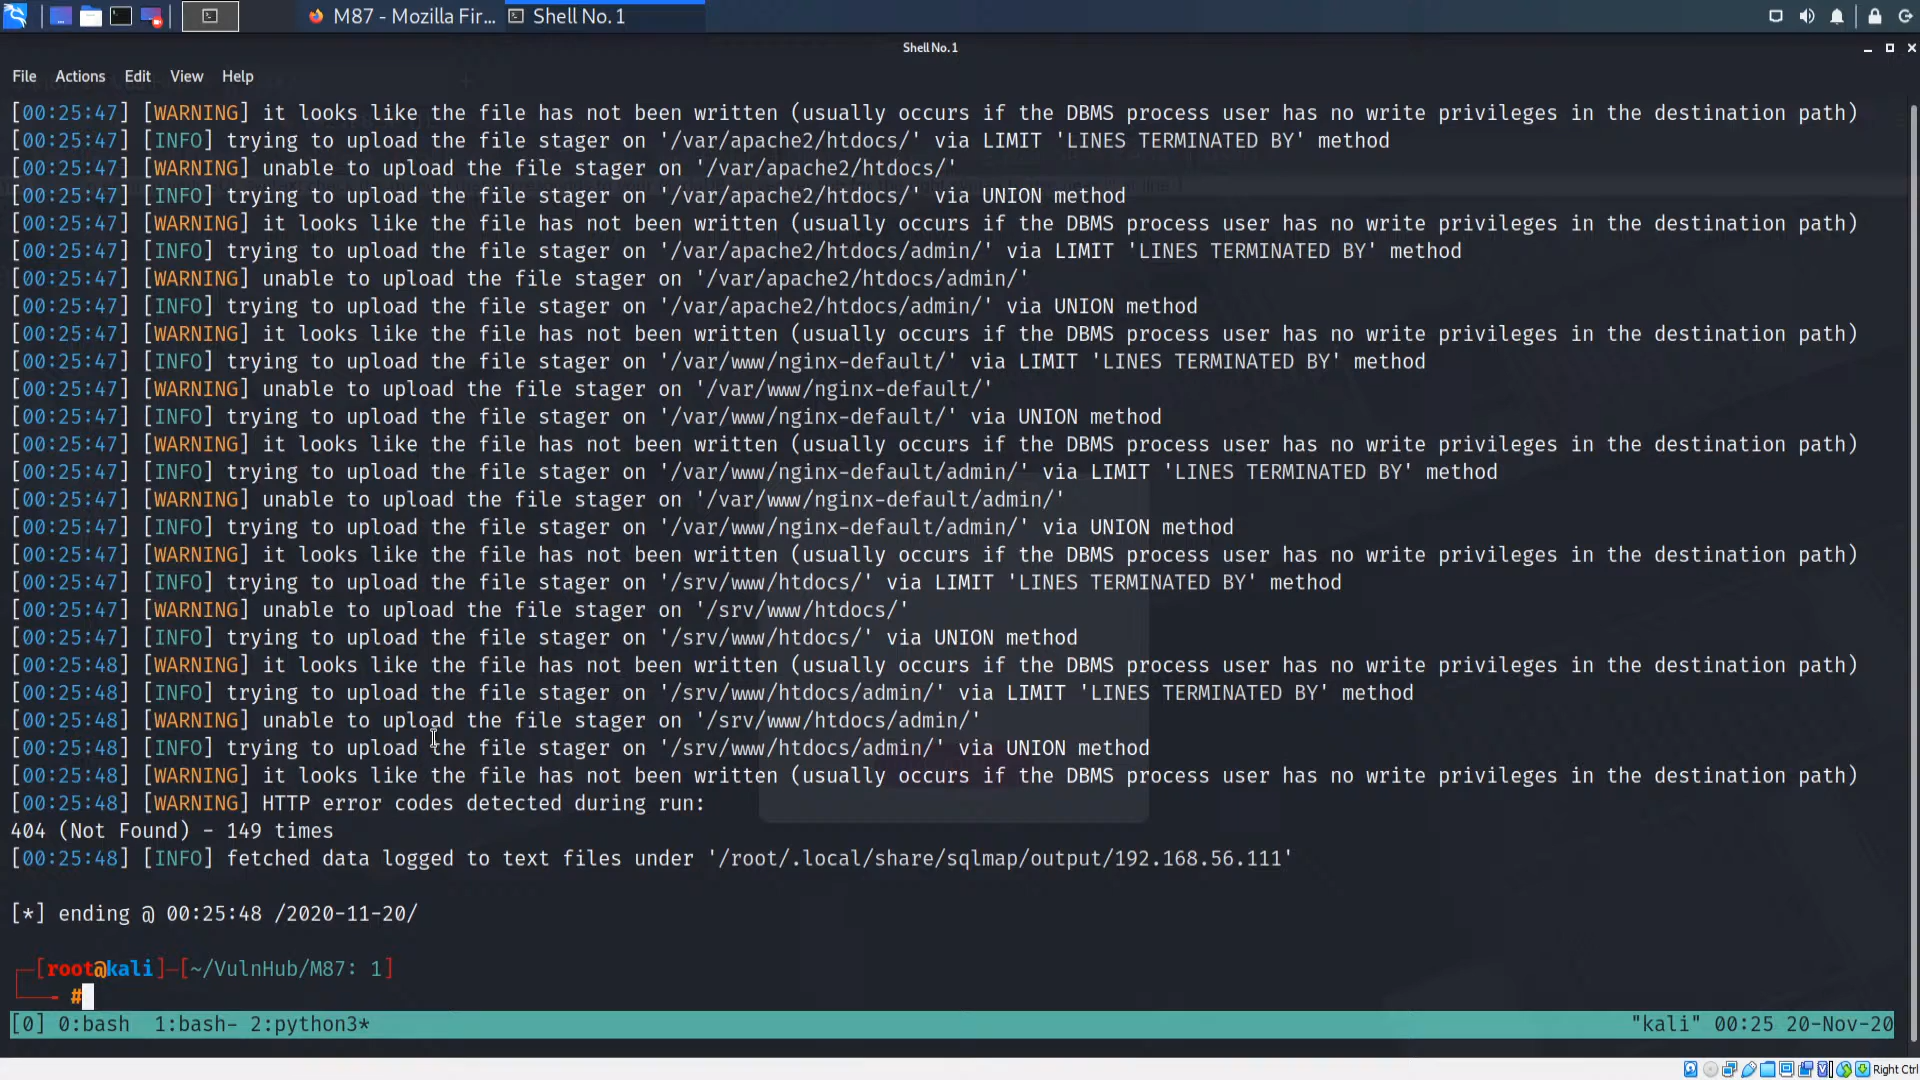 M87 - Mozilla Fir... Shell No. 1
Shell No. 1
File Actions Edit View Help
[00:25:47] [WARNING] it looks like the file has not been written (usually occurs if the DBMS process user has no write privileges in the destination path)
[00:25:47] [INFO] trying to upload the file stager on '/var/apache2/htdocs/' via LIMIT 'LINES TERMINATED BY' method
[00:25:47] [WARNING] unable to upload the file stager on '/var/apache2/htdocs/'
[00:25:47] [INFO] trying to upload the file stager on '/var/apache2/htdocs/' via UNION method
[00:25:47] [WARNING] it looks like the file has not been written (usually occurs if the DBMS process user has no write privileges in the destination path)
[00:25:47] [INFO] trying to upload the file stager on '/var/apache2/htdocs/admin/' via LIMIT 'LINES TERMINATED BY' method
[00:25:47] [WARNING] unable to upload the file stager on '/var/apache2/htdocs/admin/'
[00:25:47] [INFO] trying to upload the file stager on '/var/apache2/htdocs/admin/' via UNION method
[00:25:47] [WARNING] it looks like the file has not been written (usually occurs if the DBMS process user has no write privileges in the destination path)
[00:25:47] [INFO] trying to upload the file stager on '/var/www/nginx-default/' via LIMIT 'LINES TERMINATED BY' method
[00:25:47] [WARNING] unable to upload the file stager on '/var/www/nginx-default/'
[00:25:47] [INFO] trying to upload the file stager on '/var/www/nginx-default/' via UNION method
[00:25:47] [WARNING] it looks like the file has not been written (usually occurs if the DBMS process user has no write privileges in the destination path)
[00:25:47] [INFO] trying to upload the file stager on '/var/www/nginx-default/admin/' via LIMIT 'LINES TERMINATED BY' method
[00:25:47] [WARNING] unable to upload the file stager on '/var/www/nginx-default/admin/'
[00:25:47] [INFO] trying to upload the file stager on '/var/www/nginx-default/admin/' via UNION method
[00:25:47] [WARNING] it looks like the file has not been written (usually occurs if the DBMS process user has no write privileges in the destination path)
[00:25:47] [INFO] trying to upload the file stager on '/srv/www/htdocs/' via LIMIT 'LINES TERMINATED BY' method
[00:25:47] [WARNING] unable to upload the file stager on '/srv/www/htdocs/'
[00:25:47] [INFO] trying to upload the file stager on '/srv/www/htdocs/' via UNION method
[00:25:48] [WARNING] it looks like the file has not been written (usually occurs if the DBMS process user has no write privileges in the destination path)
[00:25:48] [INFO] trying to upload the file stager on '/srv/www/htdocs/admin/' via LIMIT 'LINES TERMINATED BY' method
[00:25:48] [WARNING] unable to upload the file stager on '/srv/www/htdocs/admin/'
[00:25:48] [INFO] trying to upload the file stager on '/srv/www/htdocs/admin/' via UNION method
[00:25:48] [WARNING] it looks like the file has not been written (usually occurs if the DBMS process user has no write privileges in the destination path)
[00:25:48] [WARNING] HTTP error codes detected during run:
404 (Not Found) - 149 times
[00:25:48] [INFO] fetched data logged to text files under '/root/.local/share/sqlmap/output/192.168.56.111'
[*] ending @ 00:25:48 /2020-11-20/
[root@kali]-[~/VulnHub/M87: 1]
#
[0] 0:bash 1:bash- 2:python3* "kali" 00:25 20-Nov-20
Right Ctrl